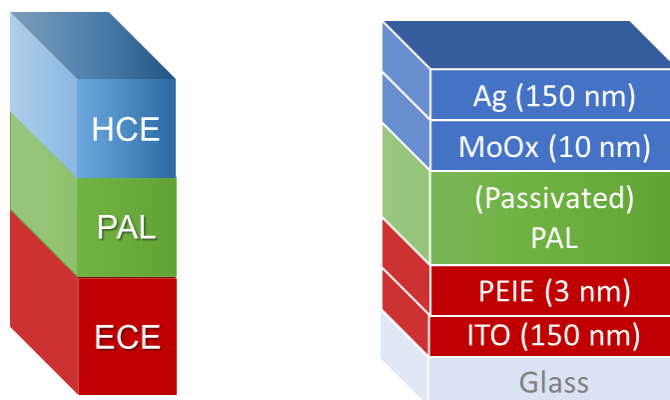 HCE
PAL
ECE
Ag (150 nm)
MoOx (10 nm)
(Passivated)
PAL
PEIE (3 nm)
ITO (150 nm)
Glass